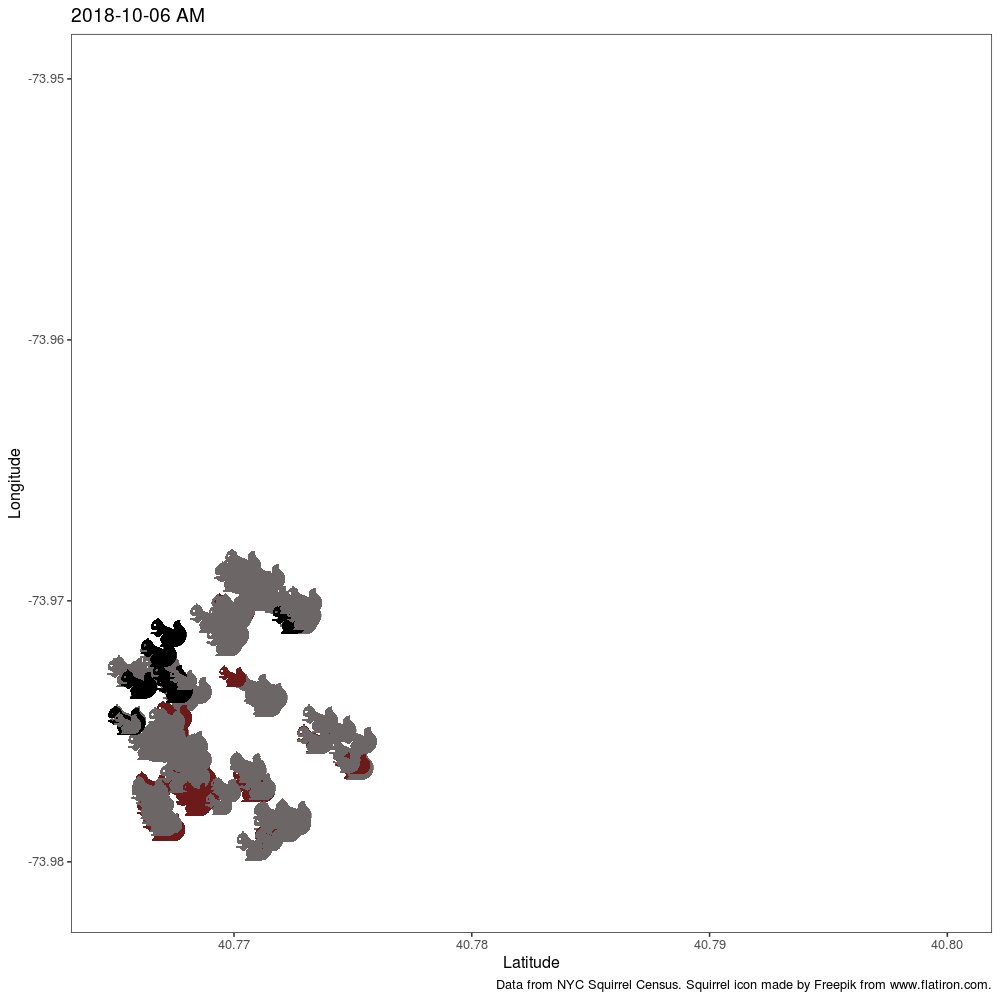 2018-10-06 AM
-73.95
-73.96
-73.97
-73.98
Longitude
40.77
40.78
40.79
40.80
Latitude
Data from NYC Squirrel Census. Squirrel icon made by Freepik from www.flatiron.com.